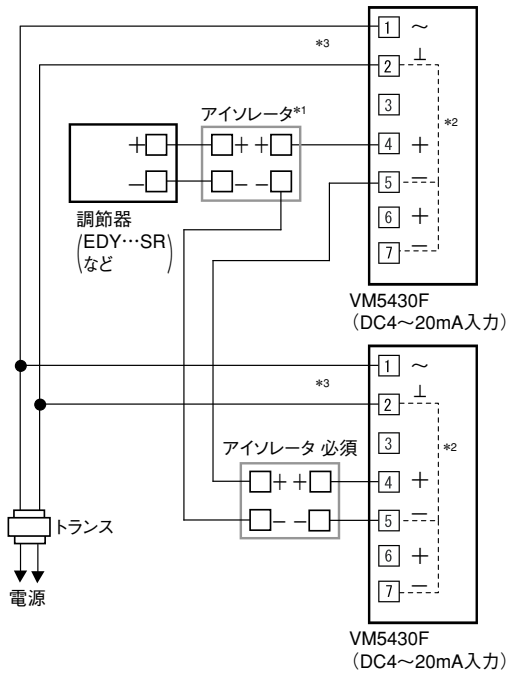 1 ～
*3
2 ⊥
アイソレータ*1
3
*2
+ + + 4 +
− − − 5 −
調節器
(EDY…SR
など)
6 +
7 −
VM5430F
（DC4～20mA入力）
1 ～
*3
2 ⊥
アイソレータ 必須
3
*2
+ + 4 +
− − 5 −
トランス
6 +
7 −
電源
VM5430F
（DC4～20mA入力）